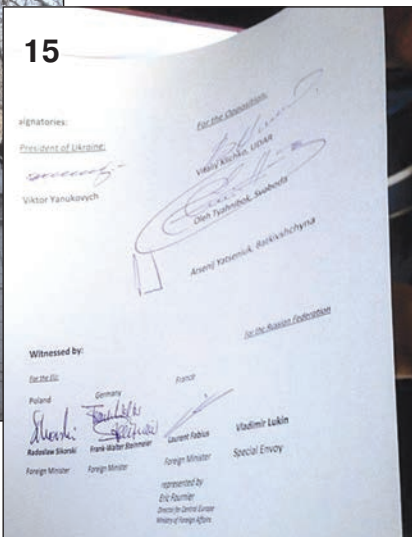 15
signatories:
For the Opposition:
President of Ukraine:
Vitaliy Klichko, UDAR
Viktor Yanukovych
Oleh Tyahnibok, Svoboda
Arsenij Yatseniuk, Batkivshchyna
For the Russian Federation
Witnessed by:
For the EU:
Poland Germany France
Sikorski
Radoslaw Sikorski Frank-Walter Steinmeier Laurent Fabius Vladimir Lukin
Foreign Minister Foreign Minister Foreign Minister Special Envoy
represented by
Eric Fournier
Director for Central Europe
Ministry of Foreign Affairs